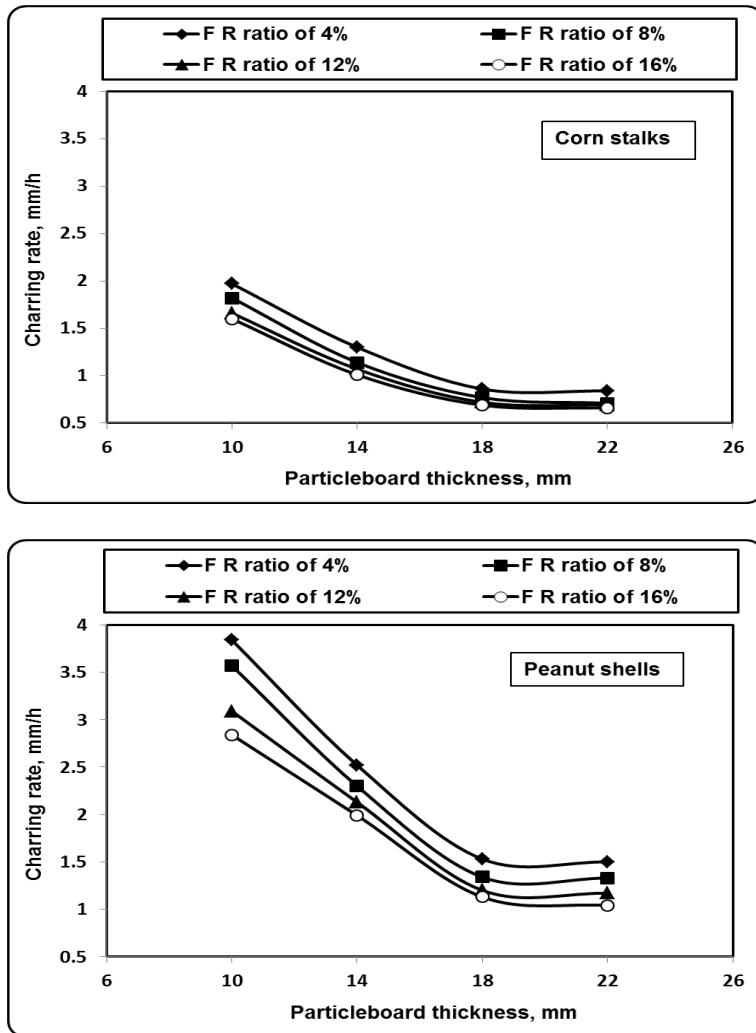 F R ratio of 4% F R ratio of 8%
F R ratio of 12% F R ratio of 16%
4
3.5
3
2.5
2
1.5
1
0.5
Charring rate, mm/h
Corn stalks
6 10 14 18 22 26
Particleboard thickness, mm
F R ratio of 4% F R ratio of 8%
F R ratio of 12% F R ratio of 16%
4
3.5
3
2.5
2
1.5
1
0.5
Charring rate, mm/h
Peanut shells
6 10 14 18 22 26
Particleboard thickness, mm